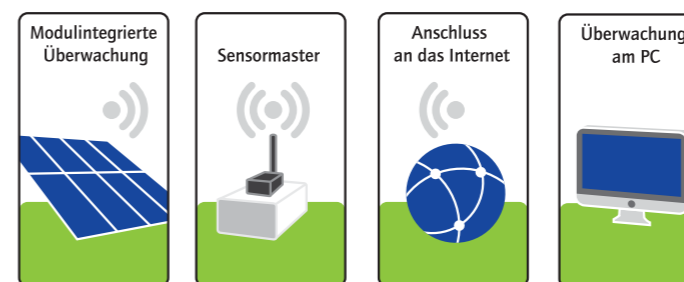 Modulintegrierte
Überwachung
Sensormaster
Anschluss
an das Internet
Überwachung
am PC